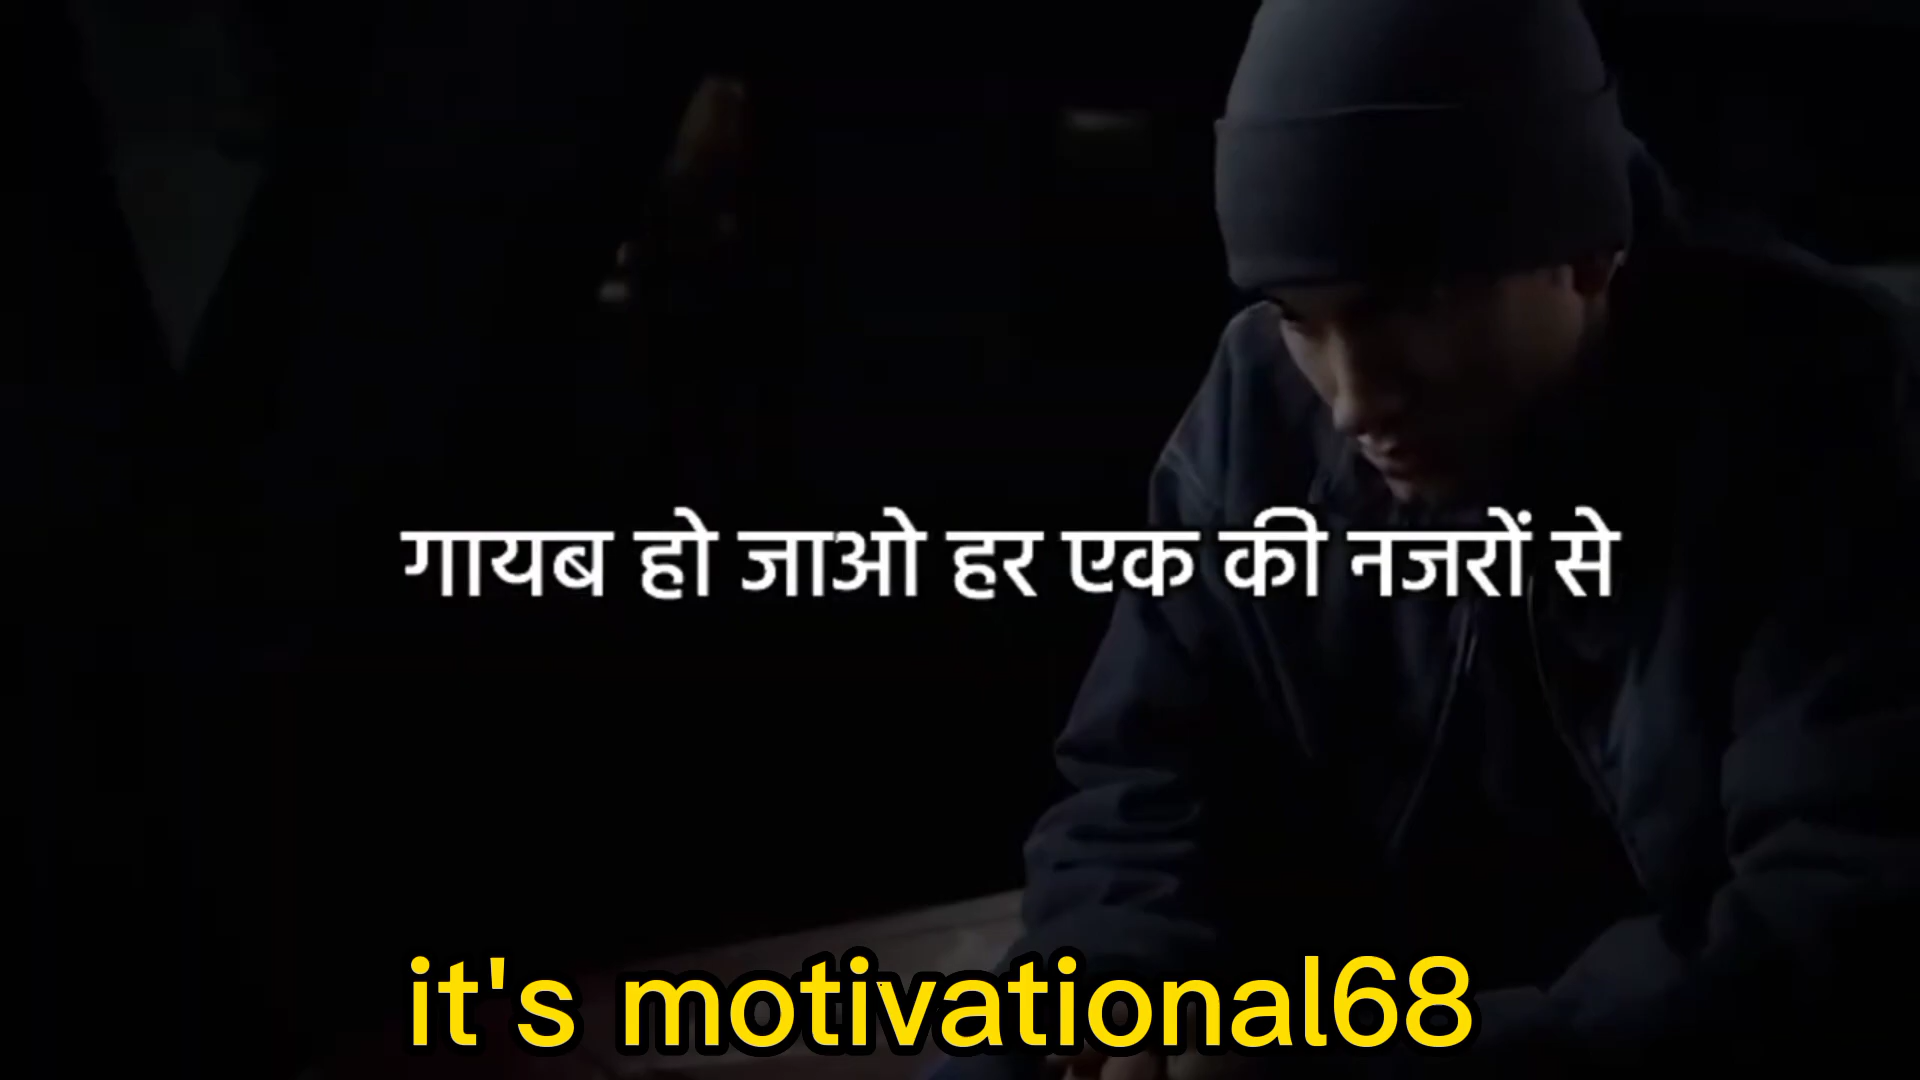 गायब हो जाओ हर एक की नजरों से
it's motivational68